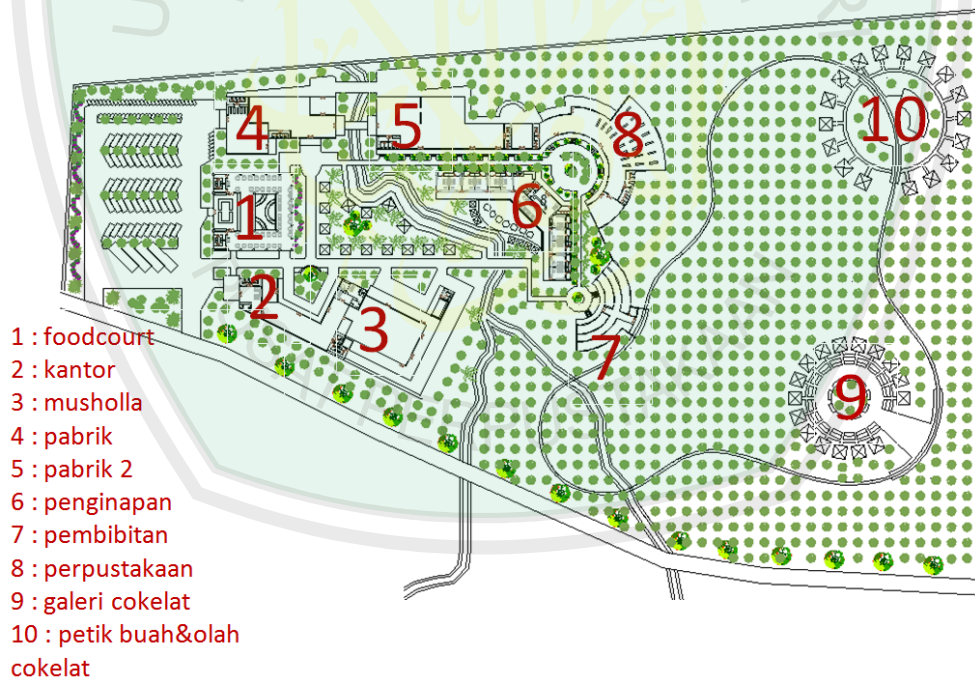 4
5
8
10
1
6
2
3
7
9
1 : foodcourt
2 : kantor
3 : musholla
4 : pabrik
5 : pabrik 2
6 : penginapan
7 : pembibitan
8 : perpustakaan
9 : galeri cokelat
10 : petik buah&olah
cokelat